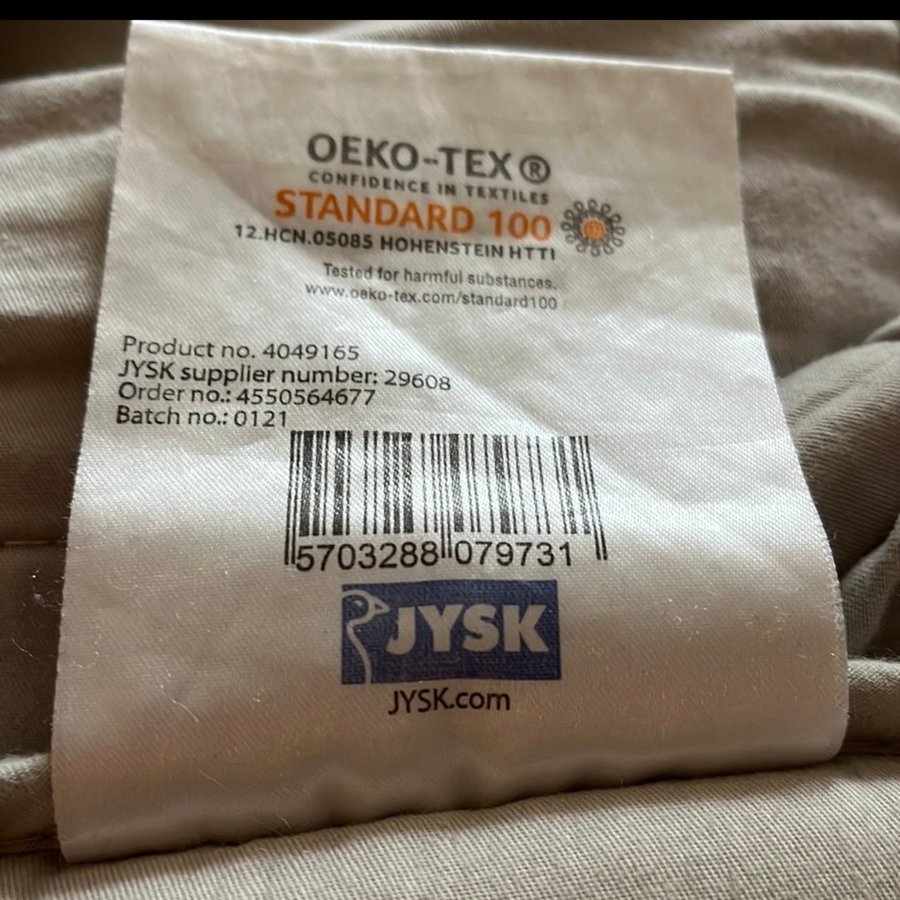 OEKO-TEX®
CONFIDENCE IN TEXTILES
STANDARD 100
12.HCN.05085 HOHENSTEIN HTTI
Tested for harmful substances.
www.oeko-tex.com/standard100
Product no. 4049165
JYSK supplier number: 29608
Order no.: 4550564677
Batch no.: 0121
5703288 079731
JYSK
JYSK.com